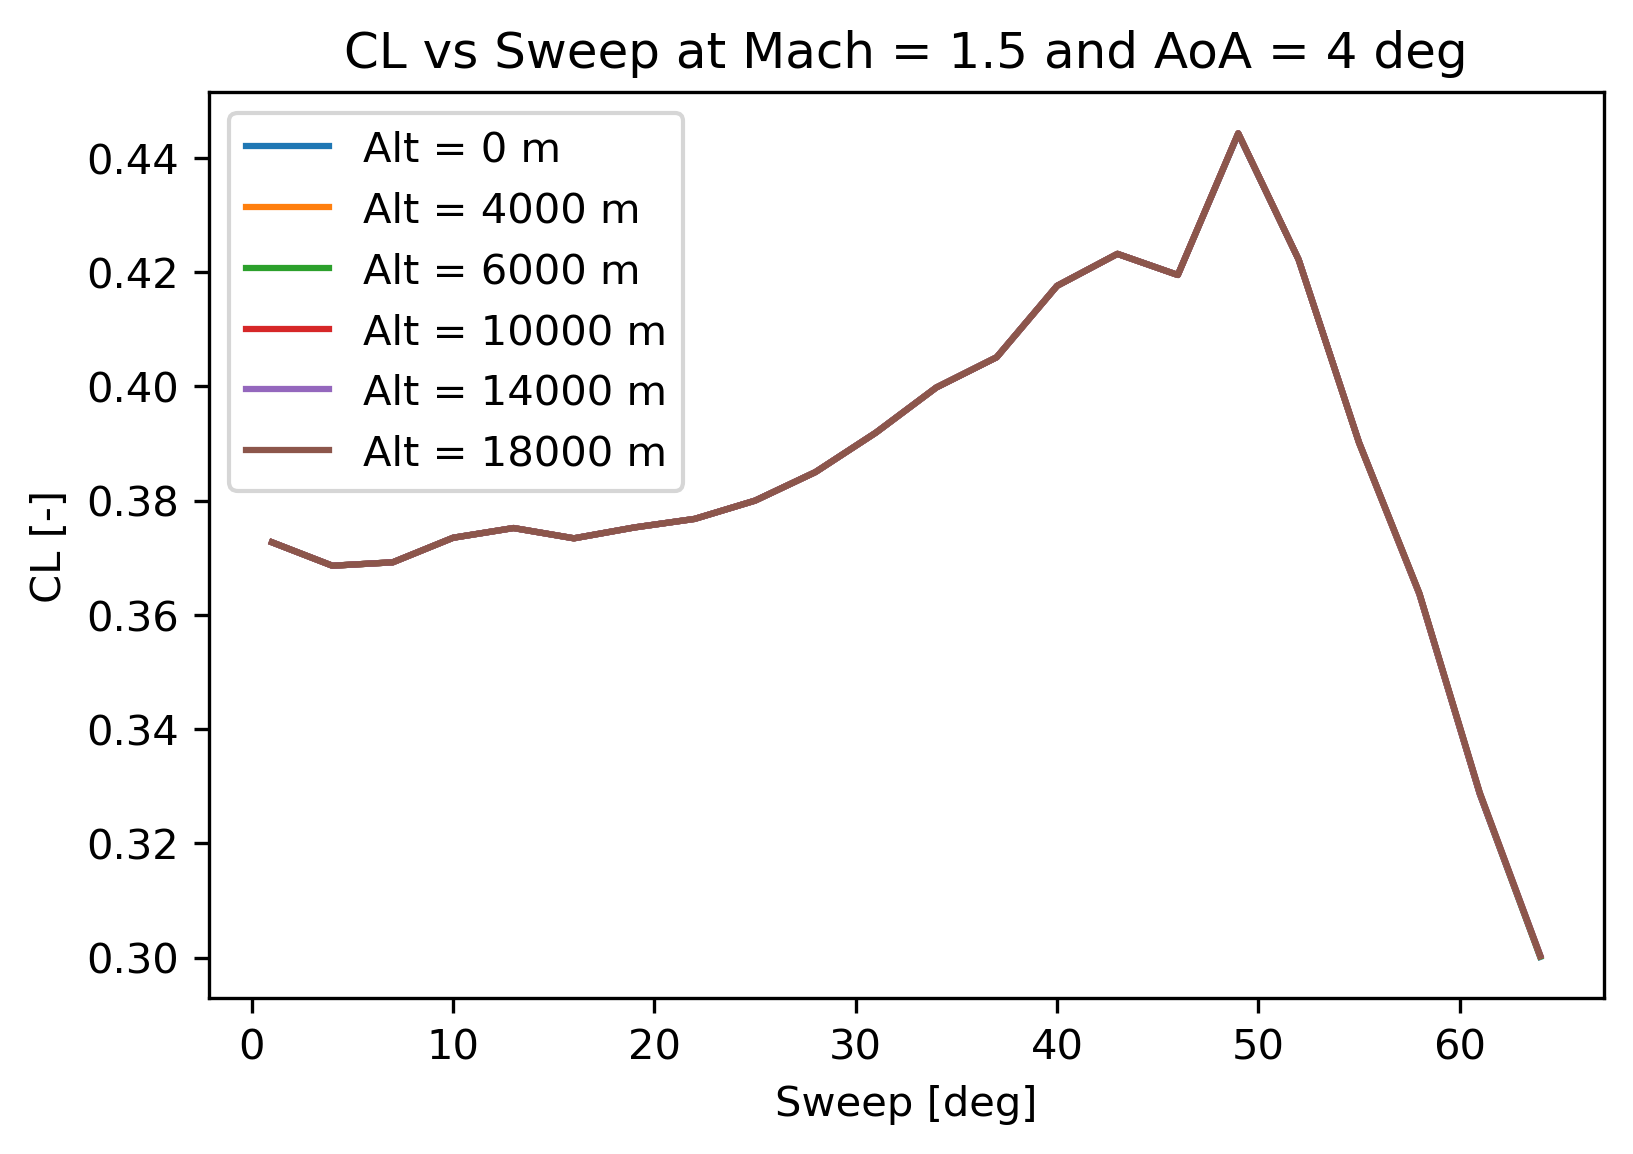 CL vs Sweep at Mach = 1.5 and AoA = 4 deg
Alt = 0 m
Alt = 4000 m
Alt = 6000 m
Alt = 10000 m
Alt = 14000 m
Alt = 18000 m
CL [-]
0.44
0.42
0.40
0.38
0.36
0.34
0.32
0.30
0
10
20
30
40
50
60
Sweep [deg]